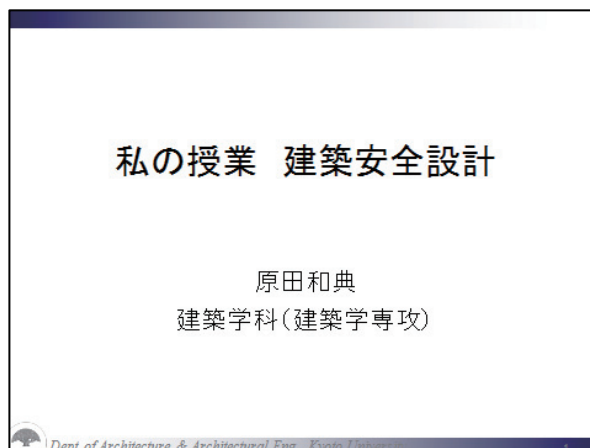 私の授業　建築安全設計
原田和典
建築学科(建築学専攻)
Dept of Architecture & Architectural Eng., Kyoto University